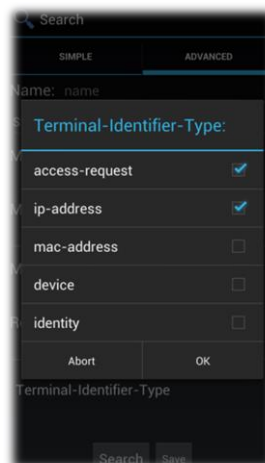 Search
SIMPLE ADVANCED
Name: name
Terminal-Identifier-Type:
access-request
ip-address
mac-address
device
identity
Abort OK
Terminal-Identifier-Type
Search Save